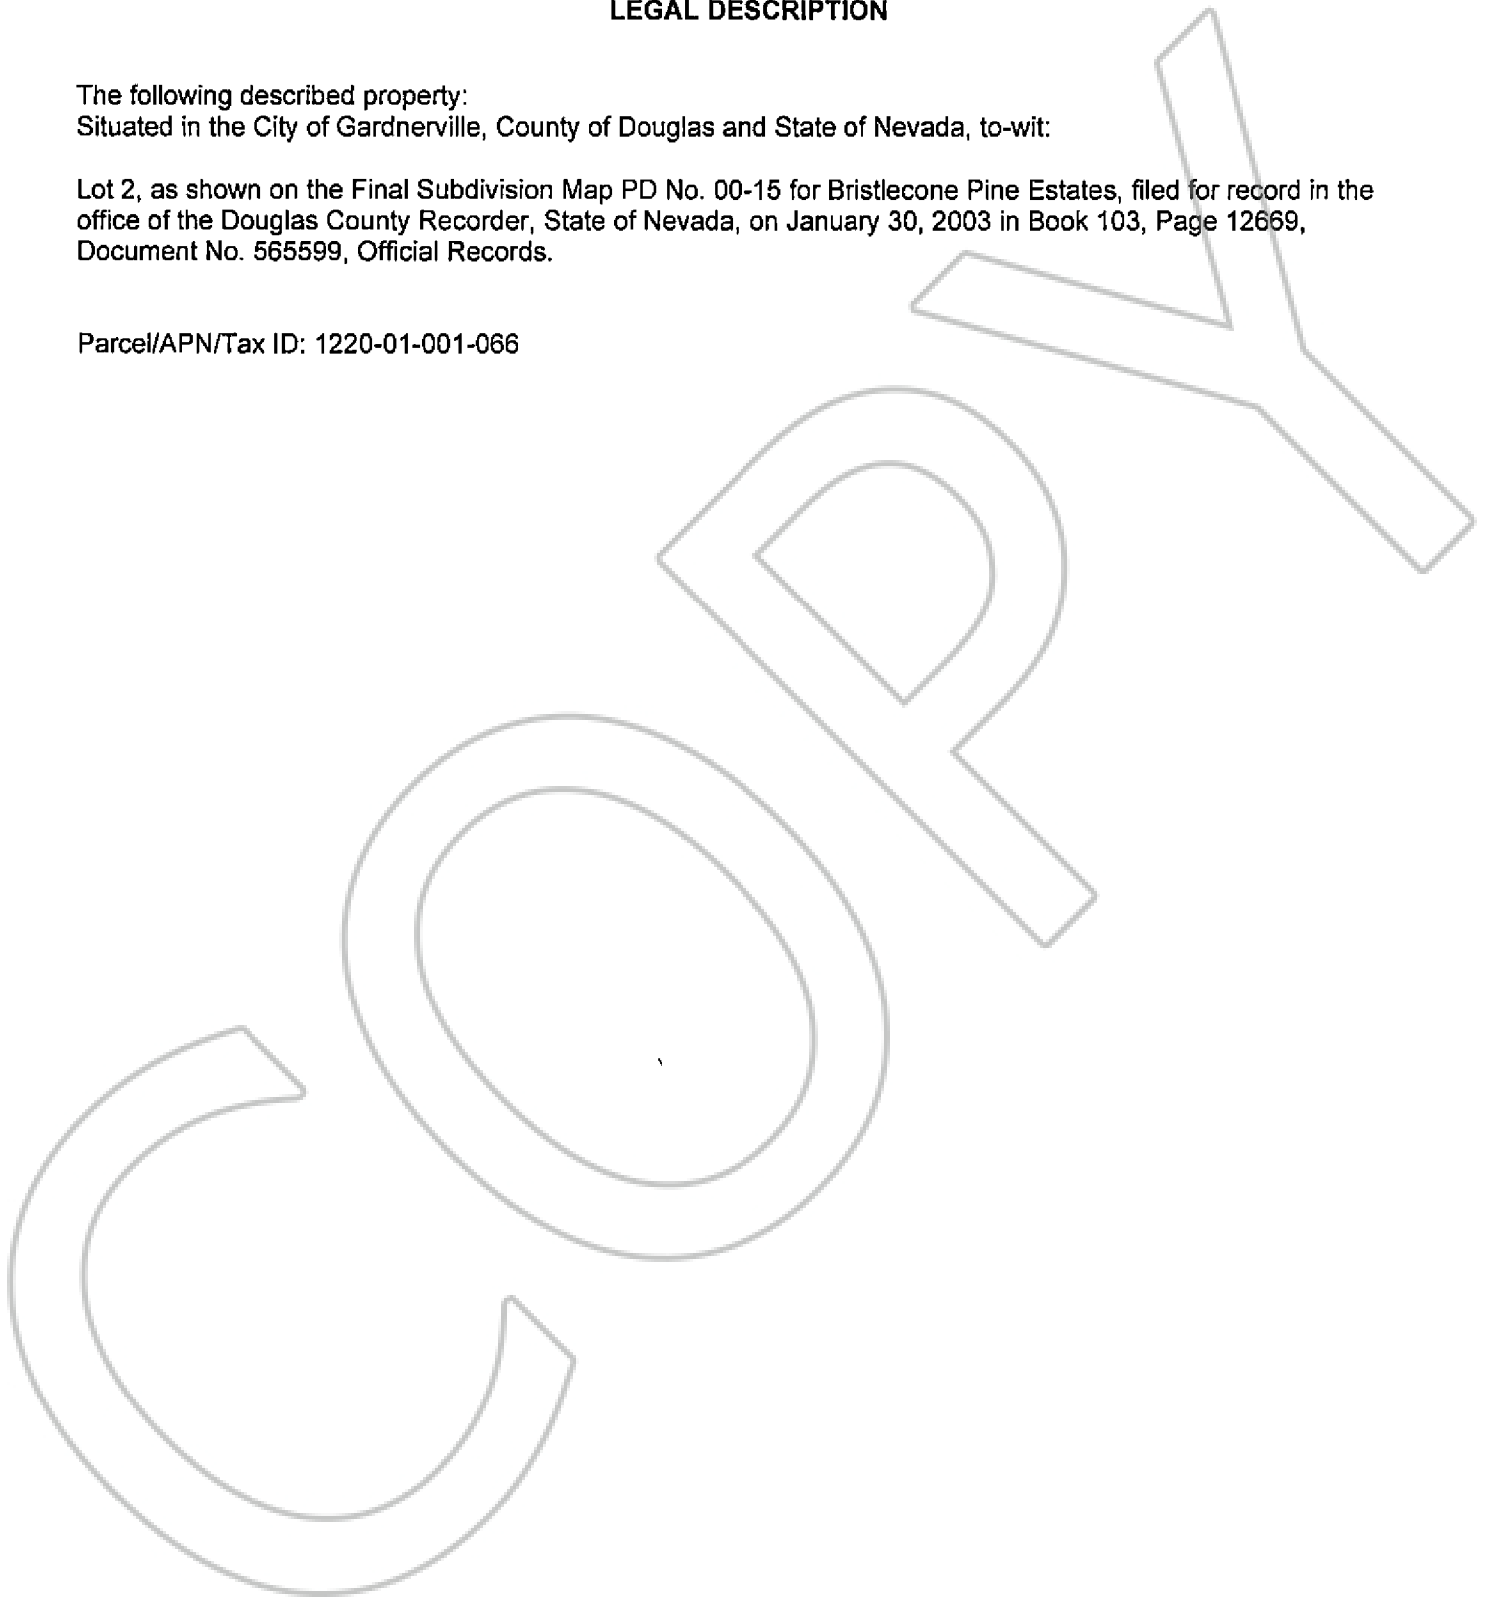 LEGAL DESCRIPTION
The following described property:
Situated in the City of Gardnerville, County of Douglas and State of Nevada, to-wit:
Lot 2, as shown on the Final Subdivision Map PD No. 00-15 for Bristlecone Pine Estates, filed for record in the
office of the Douglas County Recorder, State of Nevada, on January 30, 2003 in Book 103, Page 12669,
Document No. 565599, Official Records.
Parcel/APN/Tax ID: 1220-01-001-066
COPY